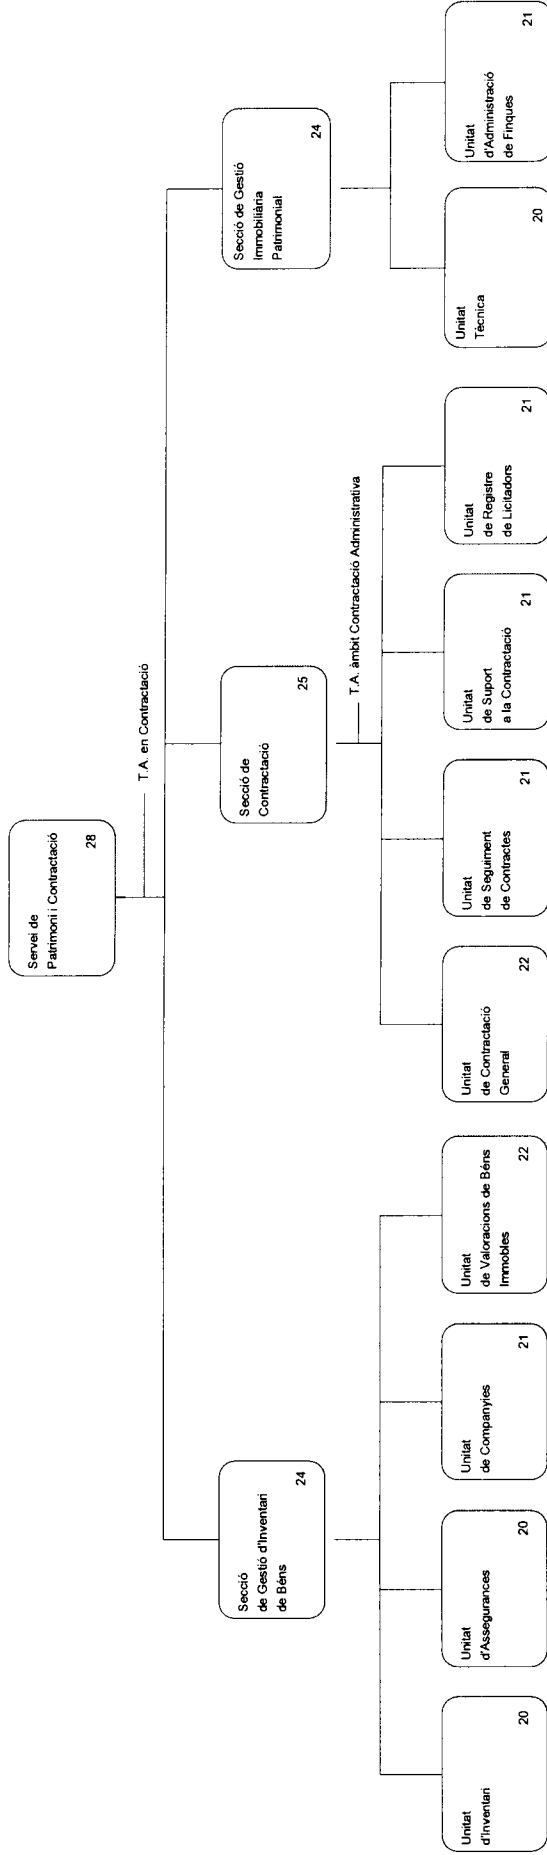 Servei de
Patrimoni i Contractació
28
T.A. en Contractació
Secció
de Gestió d'Inventari
de Béns
24
Secció de
Contractació
25
Secció de Gestió
Immobiliària
Patrimonial
24
T.A. àmbit Contractació Administrativa
Unitat
d'Inventari
20
Unitat
d'Assegurances
20
Unitat
de Companyies
21
Unitat
de Valoracions de Béns
Immobles
22
Unitat
de Contractació
General
22
Unitat
de Seguiment
de Contractes
21
Unitat
de Suport
a la Contractació
21
Unitat
de Registre
de Licitadors
21
Unitat
Tècnica
20
Unitat
d'Administració
de Finques
21